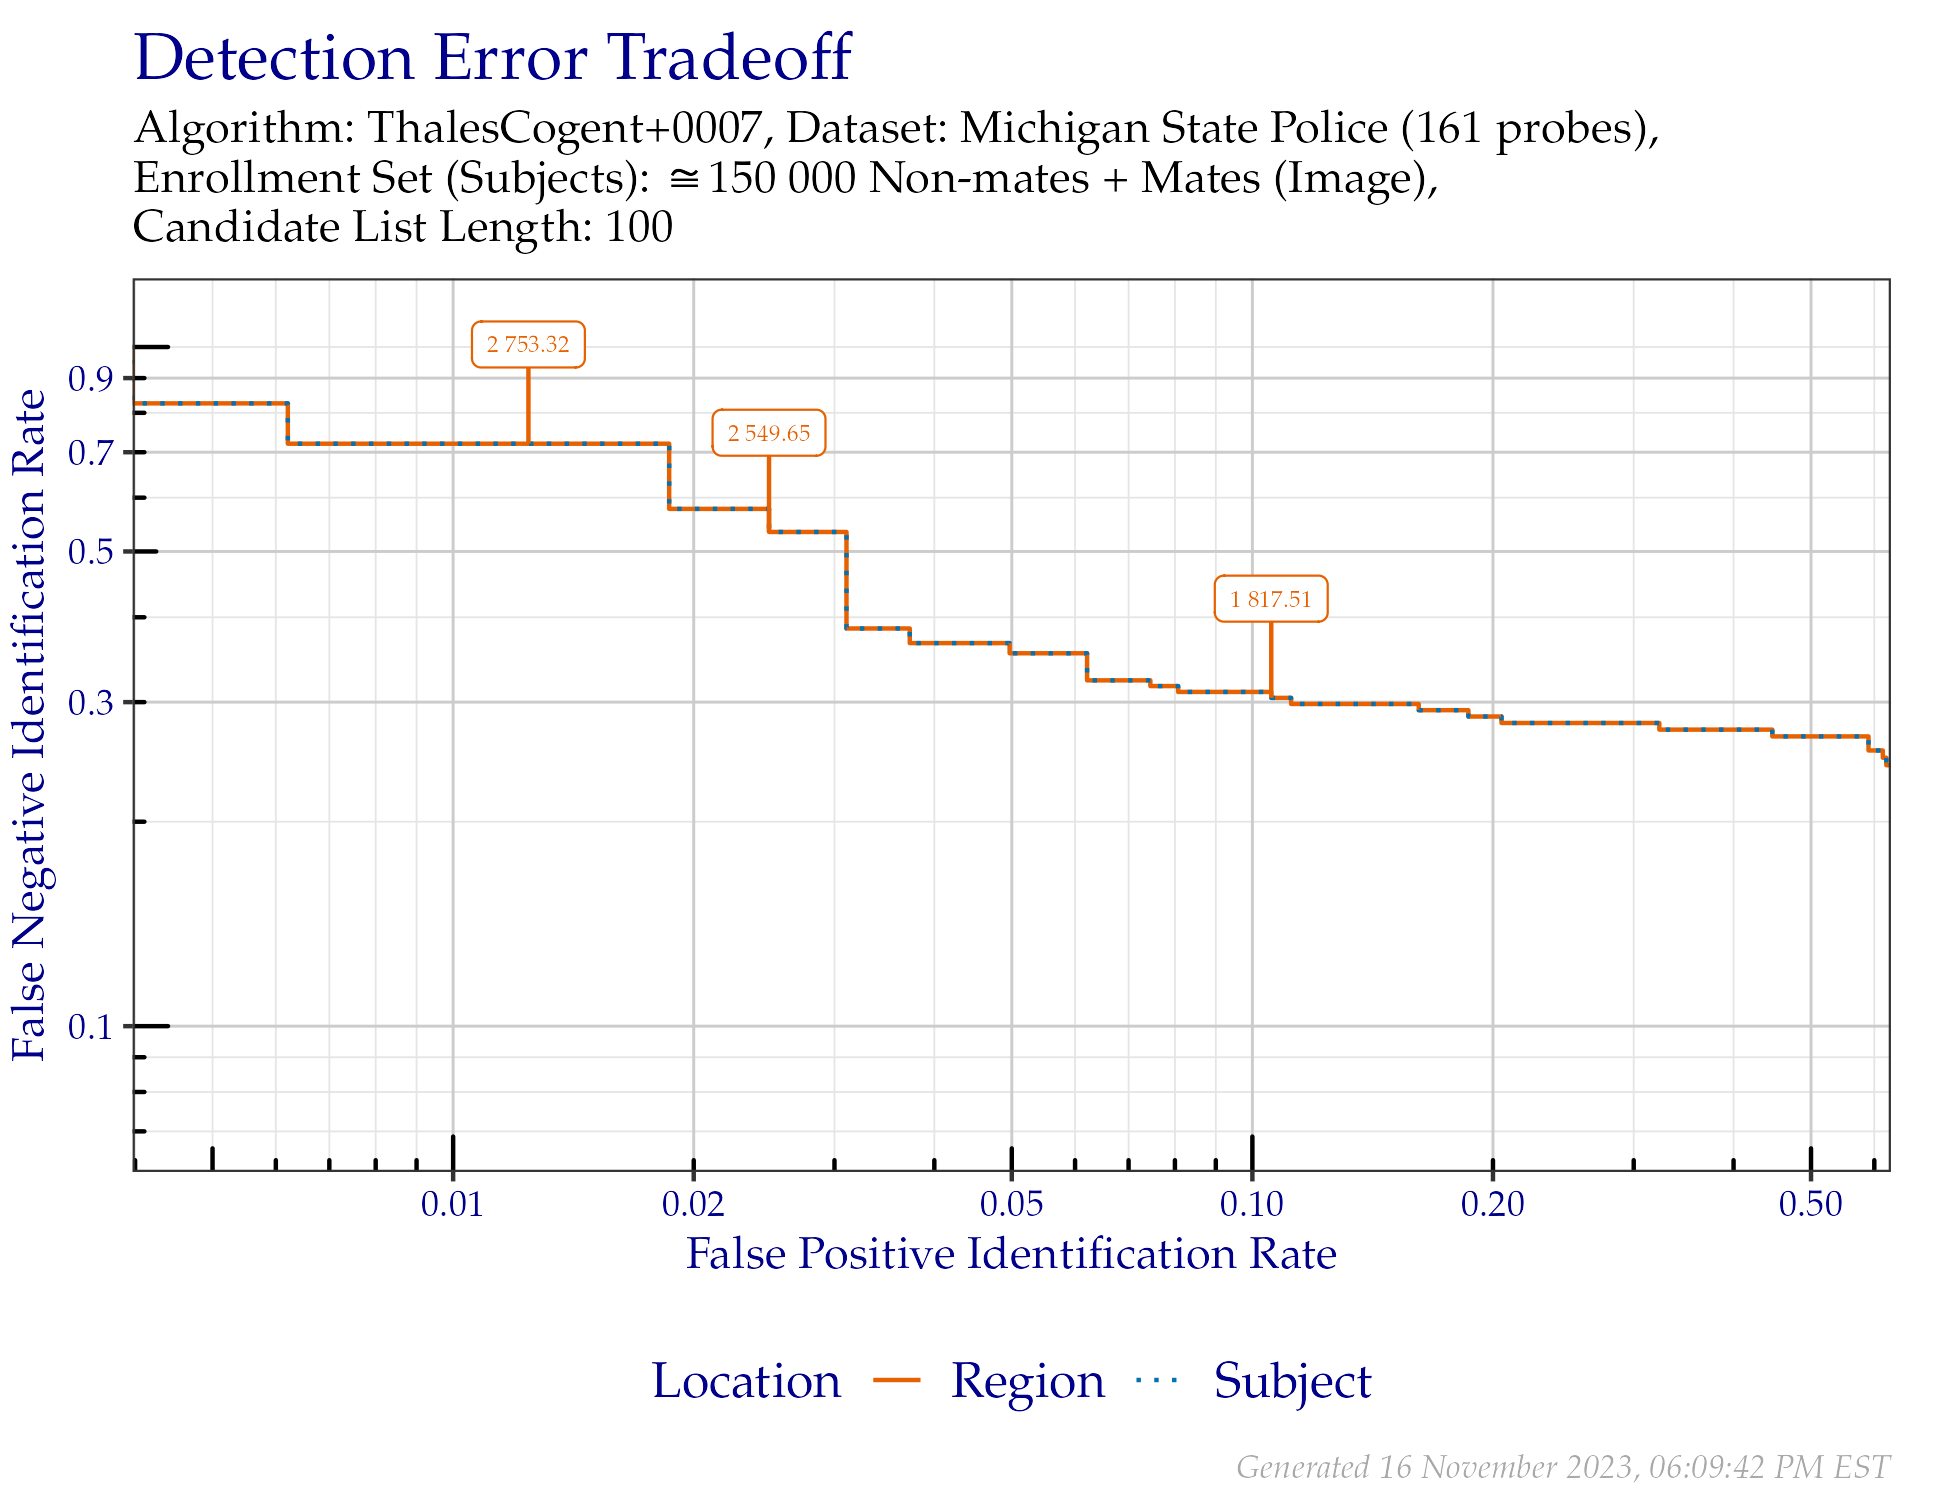 Detection Error Tradeoff
Algorithm: ThalesCogent+0007, Dataset: Michigan State Police (161 probes),
Enrollment Set (Subjects): ≅ 150 000 Non-mates + Mates (Image),
Candidate List Length: 100
2 753.32
2 549.65
1 817.51
0.9
0.7
0.5
0.3
0.1
False Negative Identification Rate
0.01 0.02 0.05 0.10 0.20 0.50
False Positive Identification Rate
Location Region Subject
Generated 16 November 2023, 06:09:42 PM EST